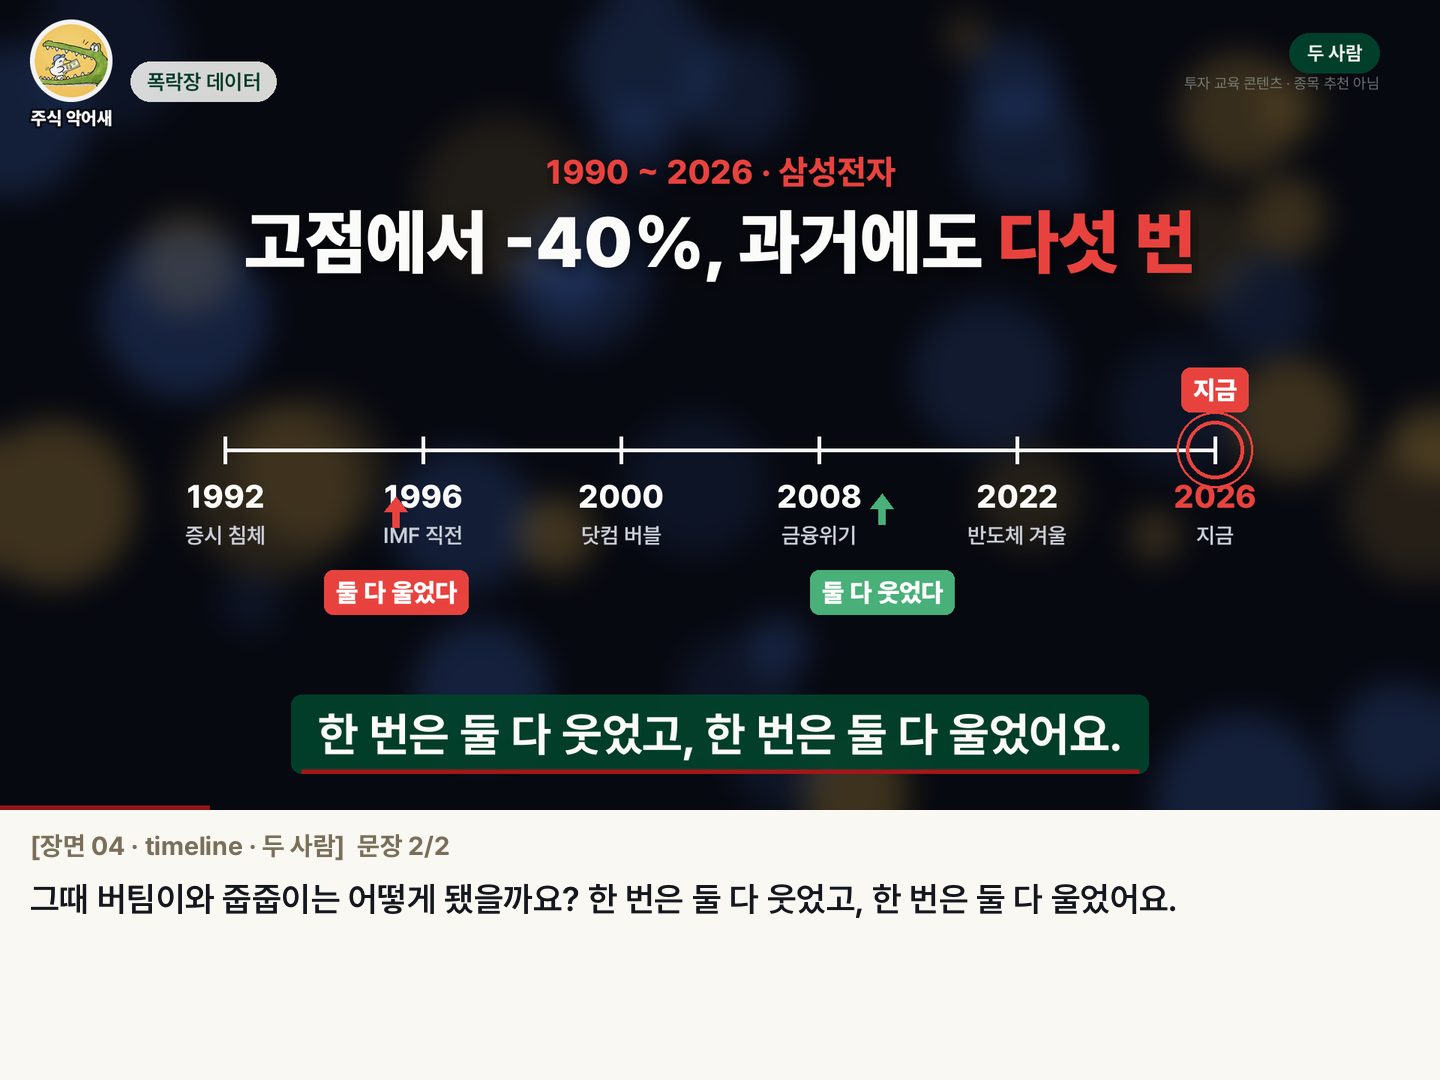 주식 악어새
폭락장 데이터
두 사람
투자 교육 콘텐츠 · 종목 추천 아님
1990 ~ 2026 · 삼성전자
고점에서 -40%, 과거에도 다섯 번
지금
1992 1996 2000 2008 2022 2026
증시 침체 IMF 직전 닷컴 버블 금융위기 반도체 겨울 지금
둘 다 울었다 둘 다 웃었다
한 번은 둘 다 웃었고, 한 번은 둘 다 울었어요.
[장면 04 · timeline · 두 사람] 문장 2/2
그때 버팀이와 줍줍이는 어떻게 됐을까요? 한 번은 둘 다 웃었고, 한 번은 둘 다 울었어요.